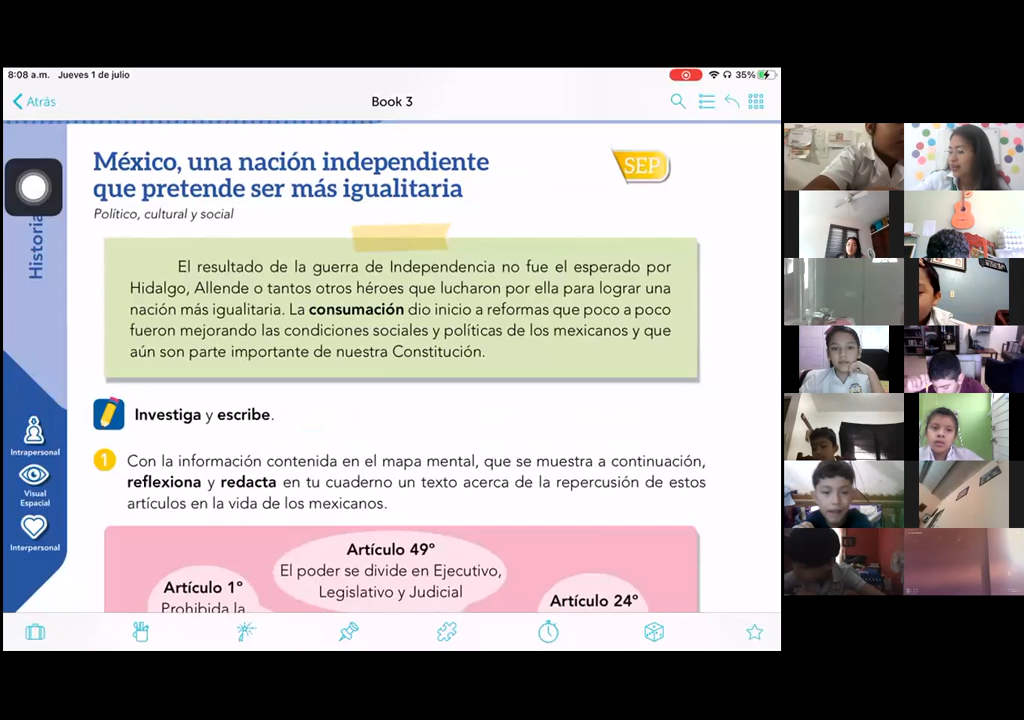 8:08 a.m. Jueves 1 de julio
35%
Atrás
Book 3
México, una nación independiente
que pretende ser más igualitaria
SEP
Político, cultural y social
Historia
El resultado de la guerra de Independencia no fue el esperado por
Hidalgo, Allende o tantos otros héroes que lucharon por ella para lograr una
nación más igualitaria. La consumación dio inicio a reformas que poco a poco
fueron mejorando las condiciones sociales y políticas de los mexicanos y que
aún son parte importante de nuestra Constitución.
Investiga y escribe.
1 Con la información contenida en el mapa mental, que se muestra a continuación,
reflexiona y redacta en tu cuaderno un texto acerca de la repercusión de estos
artículos en la vida de los mexicanos.
Intrapersonal
Visual
Espacial
Interpersonal
Artículo 49º
El poder se divide en Ejecutivo,
Legislativo y Judicial
Artículo 1º
Prohibida la
Artículo 24º